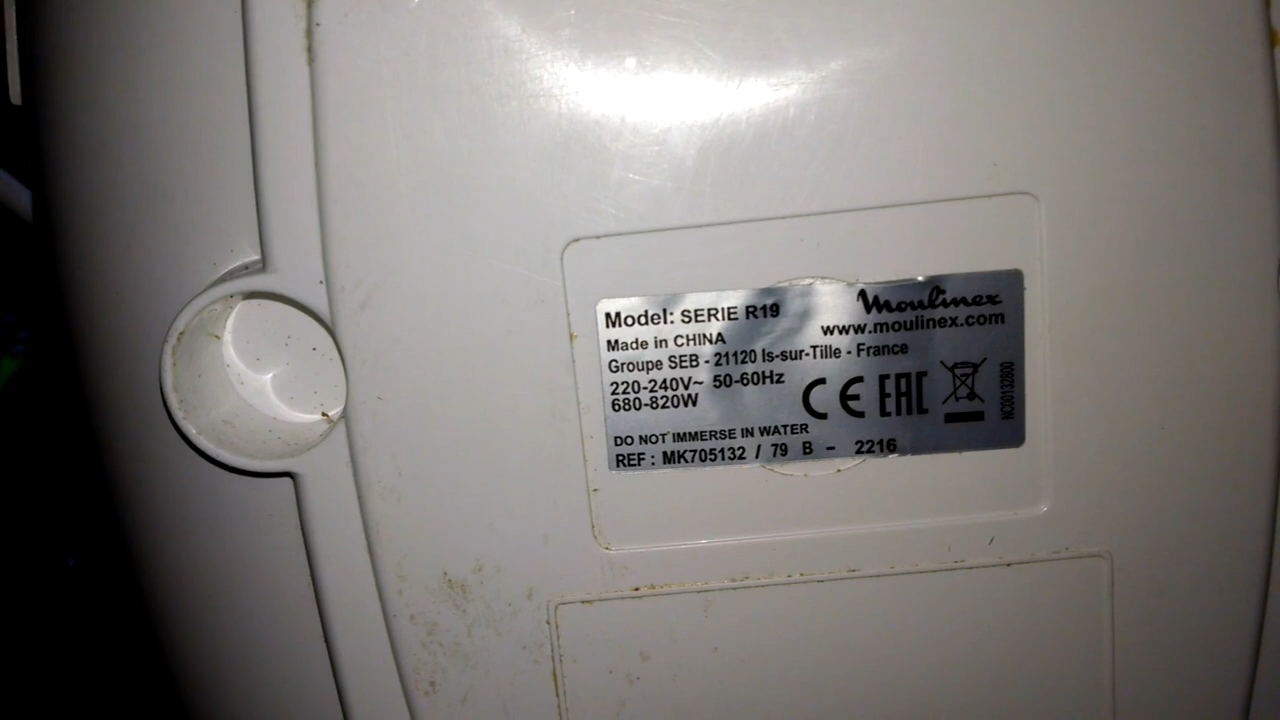 Model: SERIE R19
Moulinex
www.moulinex.com
Made in CHINA
Groupe SEB - 21120 Is-sur-Tille - France
220-240V~ 50-60Hz
680-820W
CE EAC
NC00132800
DO NOT IMMERSE IN WATER
REF : MK705132 / 79 B - 2216